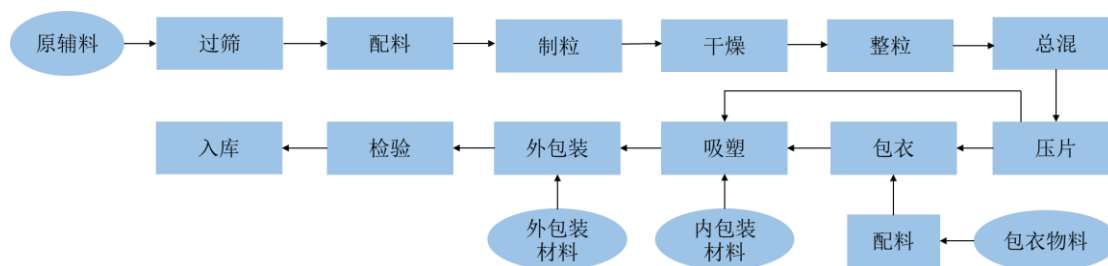 原辅料
过筛
配料
制粒
干燥
整粒
总混
入库
检验
外包装
吸塑
包衣
压片
外包装
材料
内包装
材料
配料
包衣物料